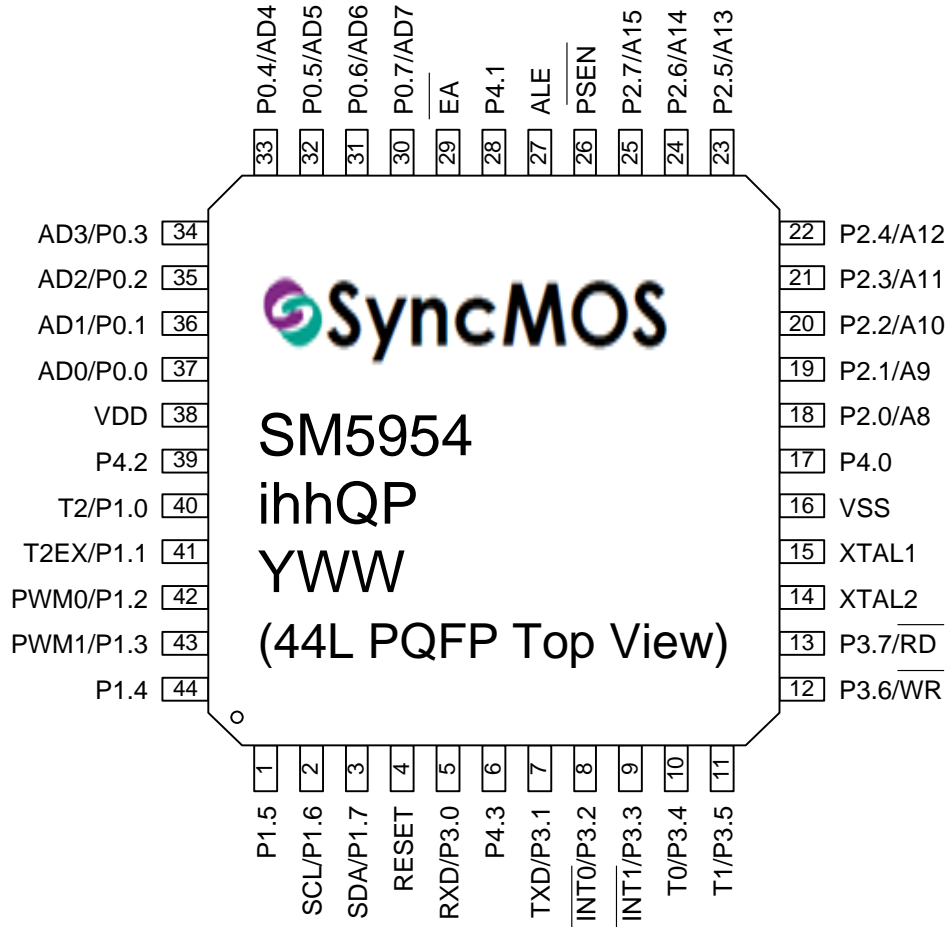 P0.4/AD4
P0.5/AD5
P0.6/AD6
P0.7/AD7
EA
P4.1
ALE
PSEN
P2.7/A15
P2.6/A14
P2.5/A13
33
32
31
30
29
28
27
26
25
24
23
AD3/P0.3 34
AD2/P0.2 35
AD1/P0.1 36
AD0/P0.0 37
VDD 38
P4.2 39
T2/P1.0 40
T2EX/P1.1 41
PWM0/P1.2 42
PWM1/P1.3 43
P1.4 44
SyncMOS
SM5954
ihhQP
YWW
(44L PQFP Top View)
22 P2.4/A12
21 P2.3/A11
20 P2.2/A10
19 P2.1/A9
18 P2.0/A8
17 P4.0
16 VSS
15 XTAL1
14 XTAL2
13 P3.7/RD
12 P3.6/WR
1
2
3
4
5
6
7
8
9
10
11
P1.5
SCL/P1.6
SDA/P1.7
RESET
RXD/P3.0
P4.3
TXD/P3.1
INT0/P3.2
INT1/P3.3
T0/P3.4
T1/P3.5